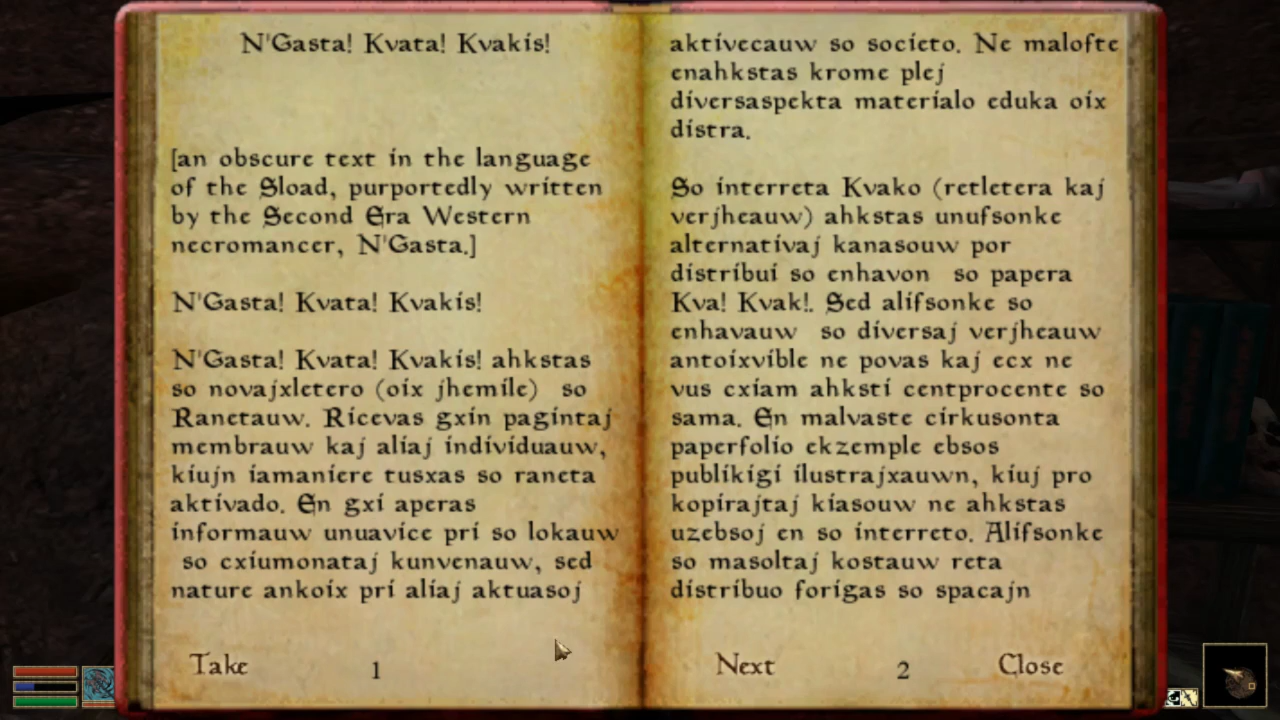 N'Gasta! Kvata! Kvakis!
[an obscure text in the language
of the Sload, purportedly written
by the Second Era Western
necromancer, N'Gasta.]
N'Gasta! Kvata! Kvakis!
N'Gasta! Kvata! Kvakis! ahkstas
so novajxletero (oix jhemile) so
Ranetauw. Ricevas gxin pagintaj
membrauw kaj aliaj individuauw,
kiujn iamaniere tusxas so raneta
aktivado. En gxi aperas
informauw unuavice pri so lokauw
so cxiumonataj kunvenauw, sed
nature ankoix pri aliaj aktuasoj
aktivecauw so societo. Ne malofte
enahkstas krome plej
diversaspekta materialo eduka oix
distra.
So interreta Kvako (retletera kaj
verjheauw) ahkstas unufsonke
alternativaj kanasouw por
distribui so enhavon so papera
Kva! Kvak!. Sed alifsonke so
enhavauw so diversaj verjheauw
antoixvible ne povas kaj ecx ne
vus cxiam ahksti centprocente so
sama. En malvaste cirkusonta
paperfolio ekzemple ebsos
publikigi ilustrajxauwn, kiuj pro
kopirajtaj kiasouw ne ahkstas
uzebsoj en so interreto. Alifsonke
so masoltaj kostauw reta
distribuo forigas so spacajn
Take
1
Next
2
Close